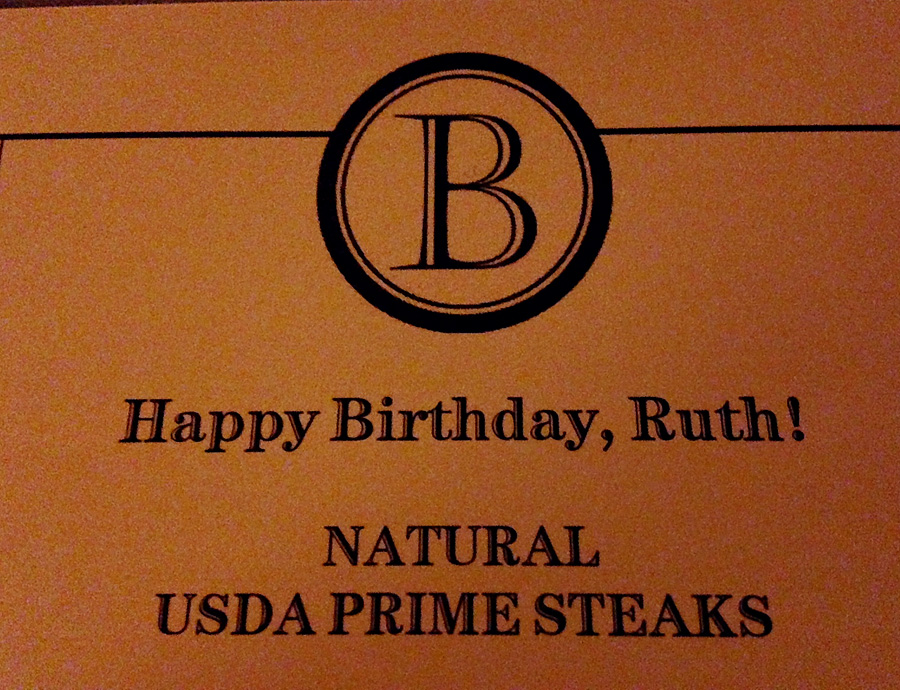 B
Happy Birthday, Ruth!
NATURAL
USDA PRIME STEAKS